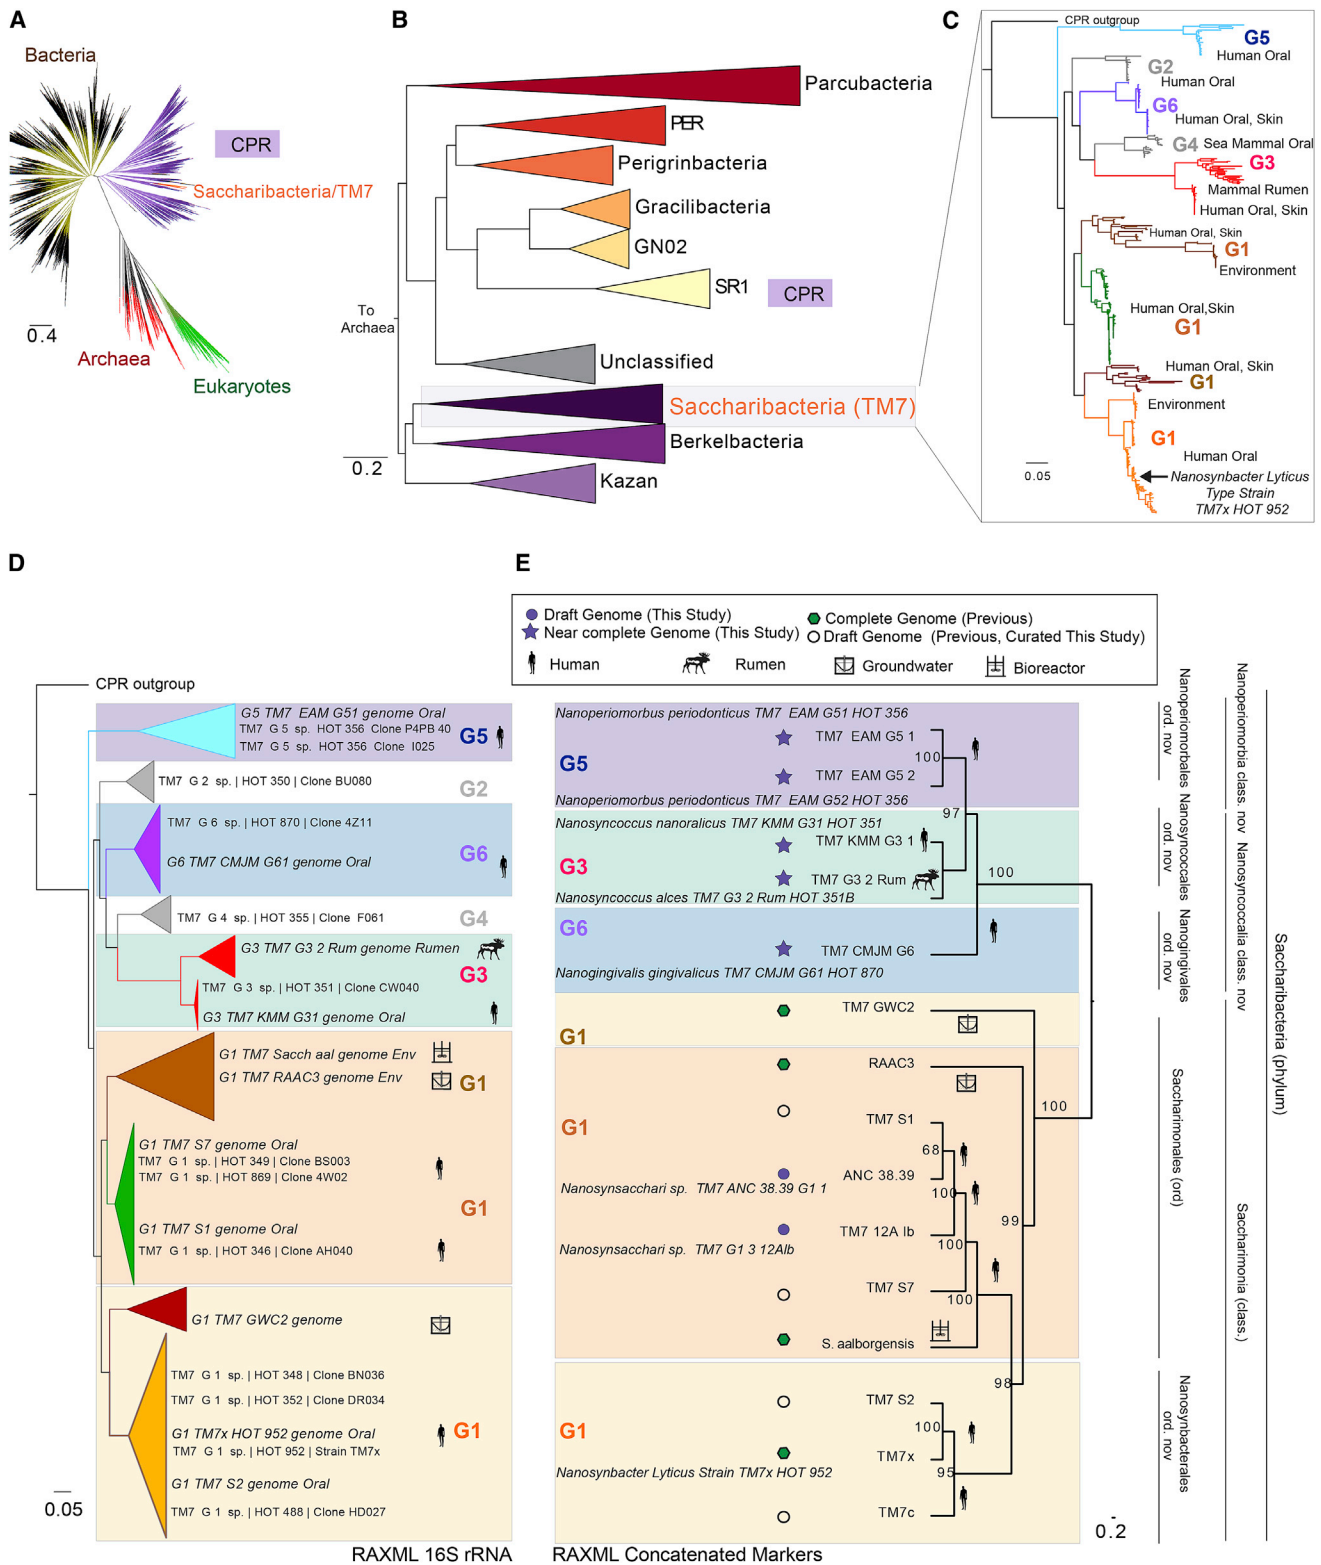 A
Bacteria
CPR
Saccharibacteria/TM7
0.4
Archaea
Eukaryotes
B
Parcubacteria
PER
Perigrinbacteria
Gracilibacteria
GN02
SR1
CPR
To
Archaea
Unclassified
Saccharibacteria (TM7)
Berkelbacteria
0.2
Kazan
C
CPR outgroup
G5
Human Oral
G2
Human Oral
G6
Human Oral, Skin
G4 Sea Mammal Oral
G3
Mammal Rumen
Human Oral, Skin
Human Oral, Skin
G1
Environment
Human Oral,Skin
G1
Human Oral, Skin
G1
Environment
G1
Human Oral
0.05
Nanosynbacter Lyticus
Type Strain
TM7x HOT 952
D
CPR outgroup
G5 TM7 EAM G51 genome Oral
TM7 G 5 sp. HOT 356 Clone P4PB 40
G5
TM7 G 5 sp. HOT 356 Clone I025
TM7 G 2 sp. | HOT 350 | Clone BU080
G2
TM7 G 6 sp. | HOT 870 | Clone 4Z11
G6
G6 TM7 CMJM G61 genome Oral
TM7 G 4 sp. | HOT 355 | Clone F061
G4
G3 TM7 G3 2 Rum genome Rumen
G3
TM7 G 3 sp. | HOT 351 | Clone CW040
G3 TM7 KMM G31 genome Oral
G1 TM7 Sacch aal genome Env
G1 TM7 RAAC3 genome Env
G1
G1 TM7 S7 genome Oral
TM7 G 1 sp. | HOT 349 | Clone BS003
TM7 G 1 sp. | HOT 869 | Clone 4W02
G1
G1 TM7 S1 genome Oral
TM7 G 1 sp. | HOT 346 | Clone AH040
G1 TM7 GWC2 genome
TM7 G 1 sp. | HOT 348 | Clone BN036
TM7 G 1 sp. | HOT 352 | Clone DR034
G1 TM7x HOT 952 genome Oral
G1
TM7 G 1 sp. | HOT 952 | Strain TM7x
G1 TM7 S2 genome Oral
TM7 G 1 sp. | HOT 488 | Clone HD027
0.05
RAXML 16S rRNA
E
Draft Genome (This Study)
Complete Genome (Previous)
Near complete Genome (This Study)
Draft Genome (Previous, Curated This Study)
Human
Rumen
Groundwater
Bioreactor
Nanoperiomorbus periodonticus TM7 EAM G51 HOT 356
TM7 EAM G5 1
100
G5
TM7 EAM G5 2
Nanoperiomorbus periodonticus TM7 EAM G52 HOT 356
97
Nanosyncoccus nanoralicus TM7 KMM G31 HOT 351
TM7 KMM G3 1
G3
100
TM7 G3 2 Rum
Nanosyncoccus alces TM7 G3 2 Rum HOT 351B
G6
TM7 CMJM G6
Nanogingivalis gingivalicus TM7 CMJM G61 HOT 870
TM7 GWC2
G1
RAAC3
100
TM7 S1
G1
68
ANC 38.39
Nanosynsacchari sp. TM7 ANC 38.39 G1 1
100
99
TM7 12A Ib
100
Nanosynsacchari sp. TM7 G1 3 12AIb
TM7 S7
100
S. aalborgensis
98
TM7 S2
100
G1
TM7x
Nanosynbacter Lyticus Strain TM7x HOT 952
95
TM7c
0.2
RAXML Concatenated Markers
Nanoperiomorbales
ord. nov
Nanosyncoccales
ord. nov
Nanogingivales
ord. nov
Saccharimonales (ord)
Nanosynbacterales
ord. nov
Nanoperiomorbia class. nov
Nanosyncoccalia class. nov
Saccharimonia (class.)
Saccharibacteria (phylum)